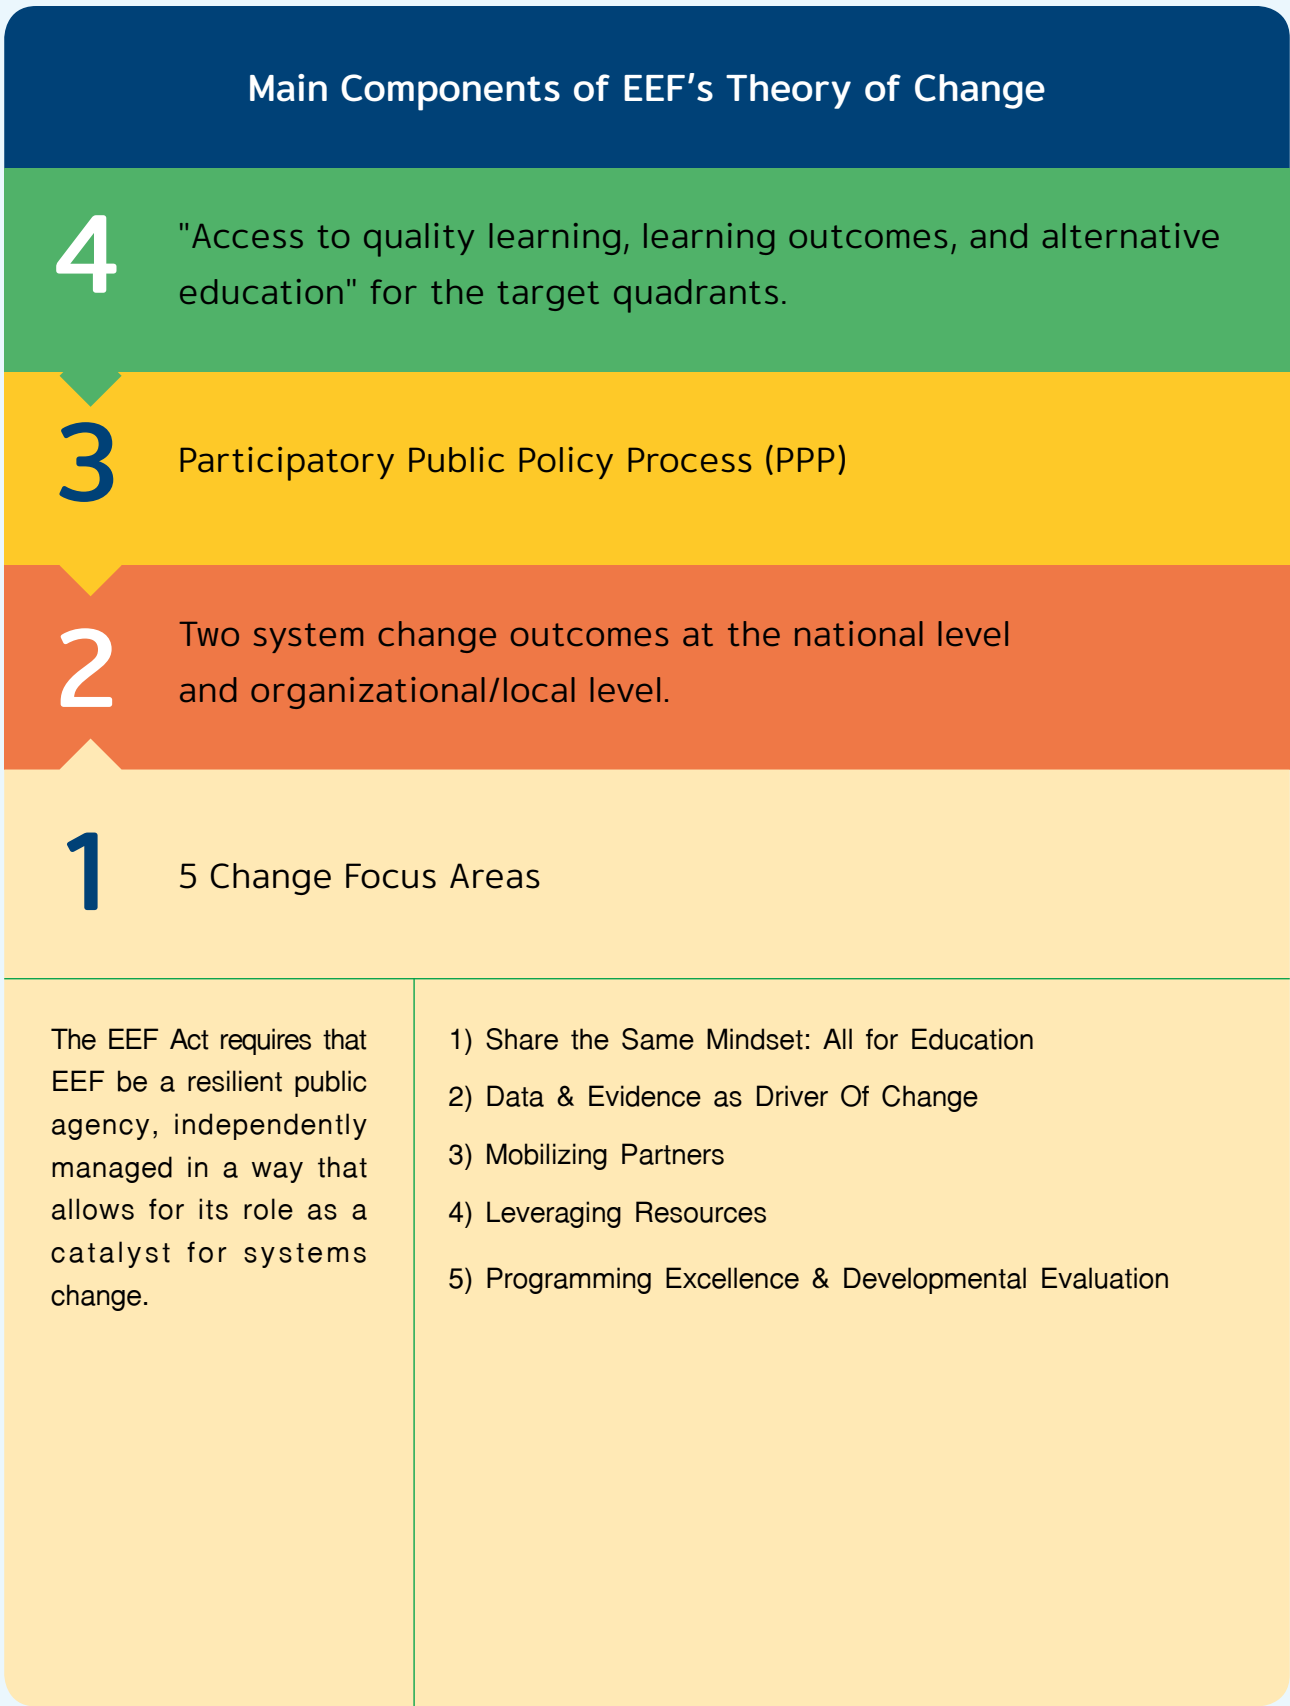 Main Components of EEF's Theory of Change
4
"Access to quality learning, learning outcomes, and alternative
education" for the target quadrants.
3
Participatory Public Policy Process (PPP)
2
Two system change outcomes at the national level
and organizational/local level.
1
5 Change Focus Areas
The EEF Act requires that
EEF be a resilient public
agency, independently
managed in a way that
allows for its role as a
catalyst for systems
change.
1) Share the Same Mindset: All for Education
2) Data & Evidence as Driver Of Change
3) Mobilizing Partners
4) Leveraging Resources
5) Programming Excellence & Developmental Evaluation